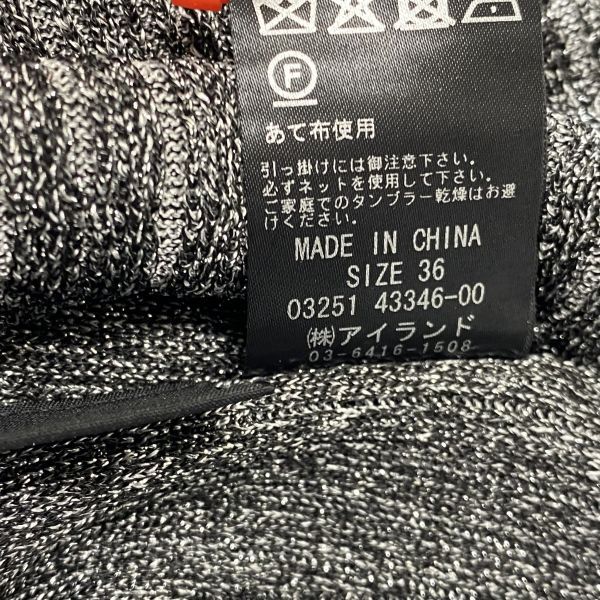 F
あて布使用
引っ掛けには御注意下さい。
必ずネットを使用して下さい。
ご家庭でのタンブラー乾燥はお避
けください。
MADE IN CHINA
SIZE 36
03251 43346-00
㈱アイランド
03-6416-1508